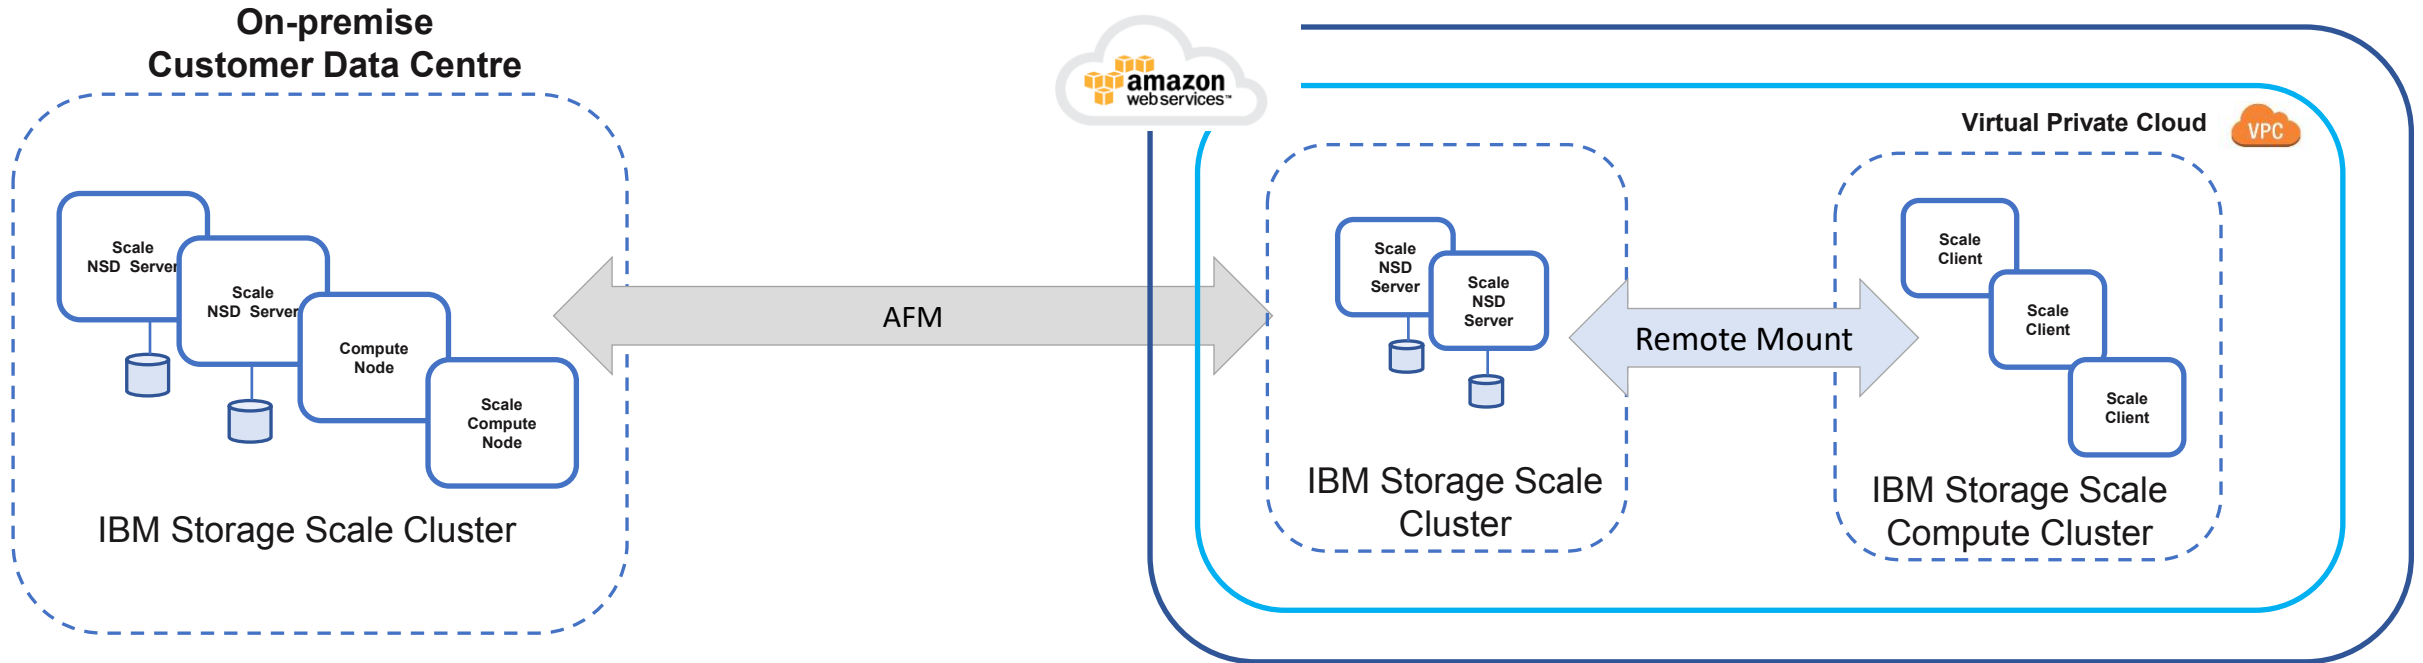 On-premise
Customer Data Centre
Scale
NSD Server
Scale
NSD Server
Compute
Node
Scale
Compute
Node
IBM Storage Scale Cluster
AFM
amazon
web services™
Virtual Private Cloud
VPC
Scale
NSD
Server
Scale
NSD
Server
IBM Storage Scale
Cluster
Remote Mount
Scale
Client
Scale
Client
Scale
Client
IBM Storage Scale
Compute Cluster